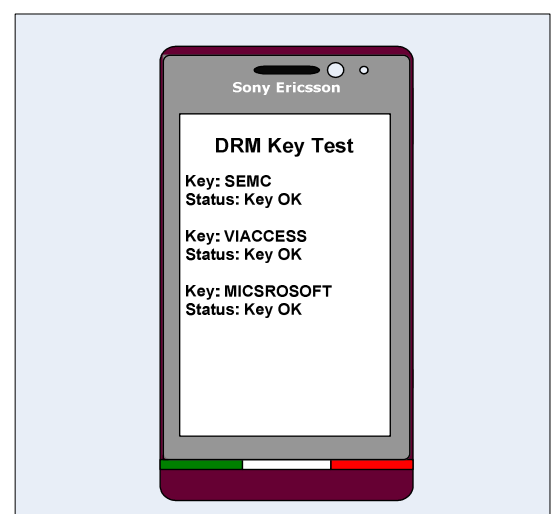 Sony Ericsson
DRM Key Test
Key: SEMC
Status: Key OK
Key: VIACCESS
Status: Key OK
Key: MICSROSOFT
Status: Key OK